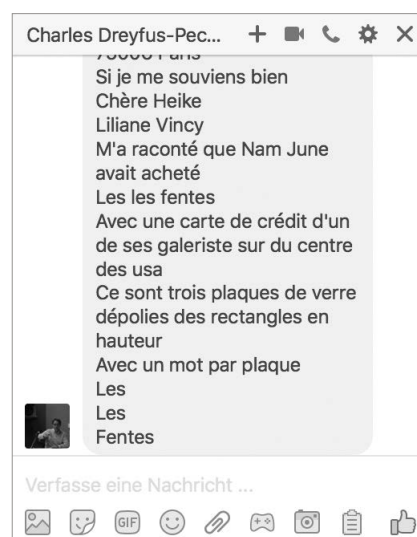 Charles Dreyfus-Pec...
75006 Paris
Si je me souviens bien
Chère Heike
Liliane Vincy
M'a raconté que Nam June
avait acheté
Les les fentes
Avec une carte de crédit d'un
de ses galeriste sur du centre
des usa
Ce sont trois plaques de verre
dépolies des rectangles en
hauteur
Avec un mot par plaque
Les
Les
Fentes
Verfasse eine Nachricht ...
GIF